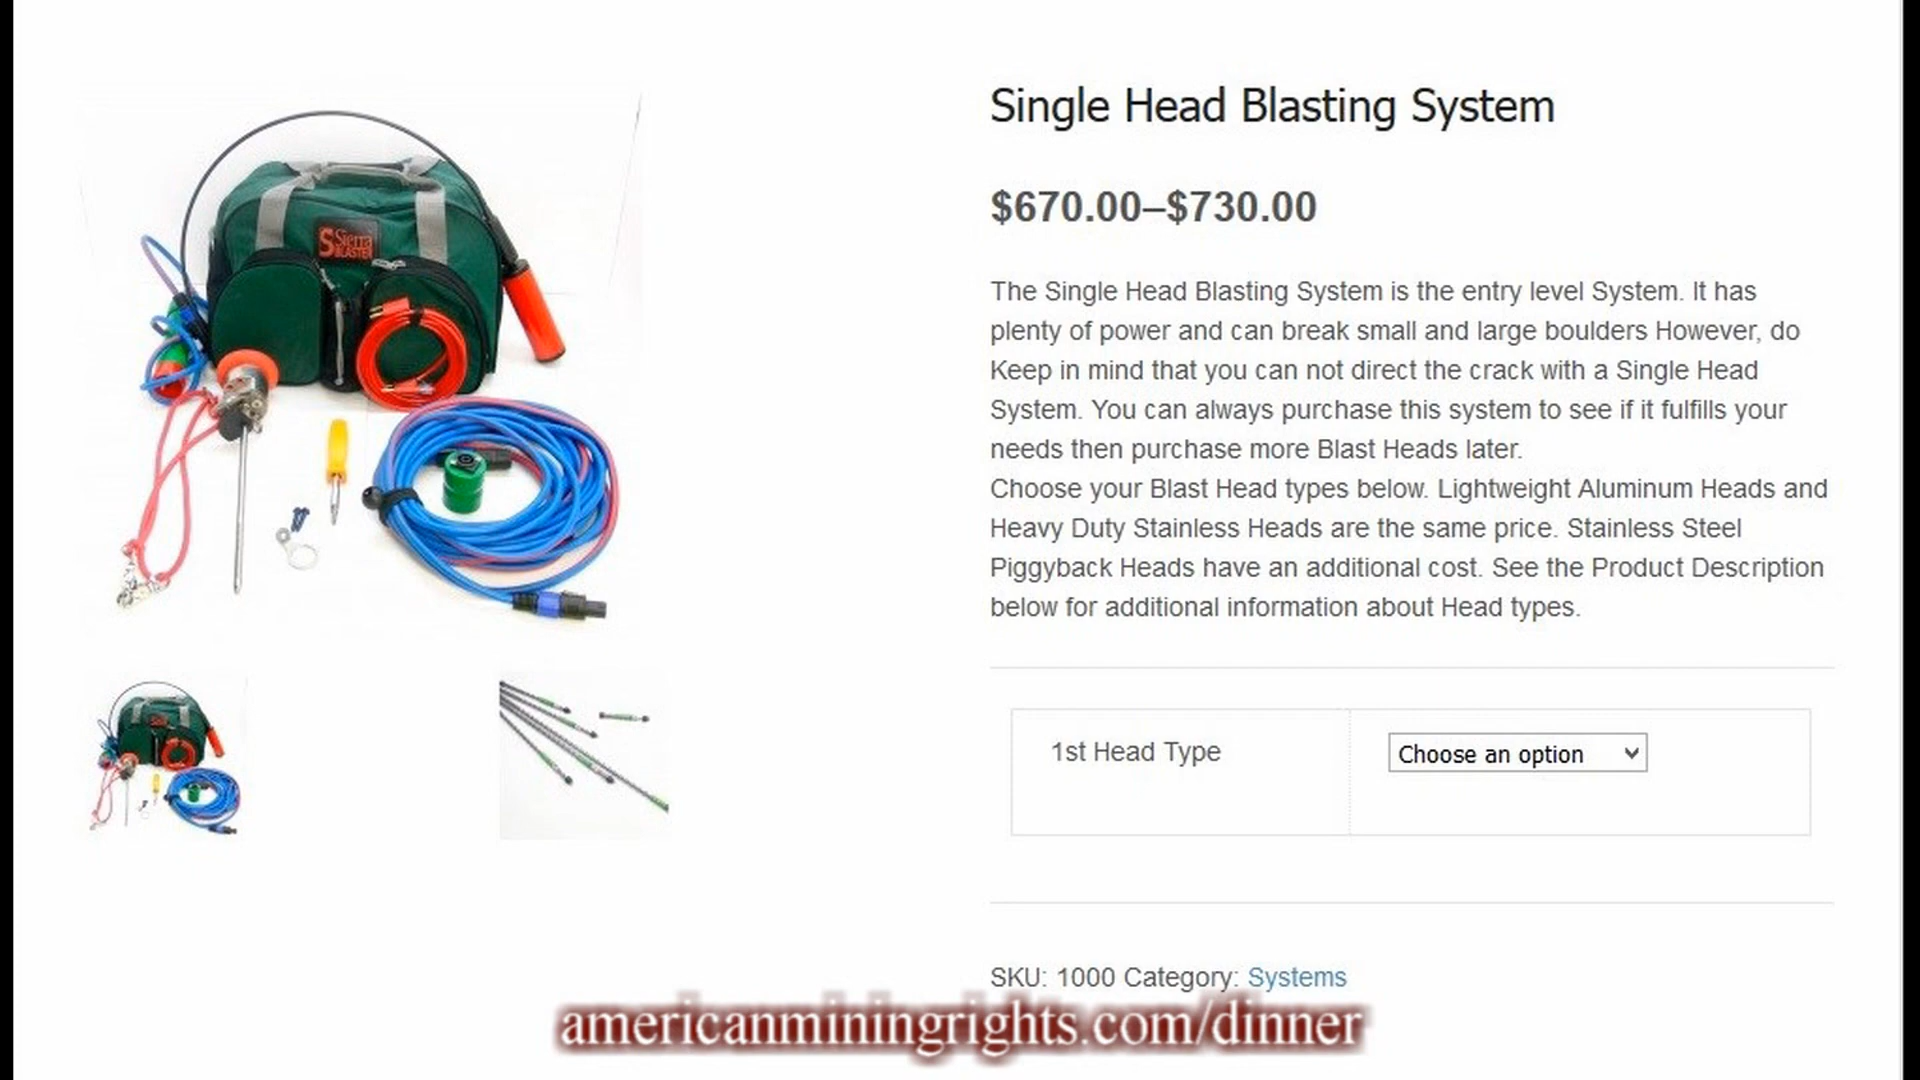 Sierra
BLASTER
Single Head Blasting System
$670.00–$730.00
The Single Head Blasting System is the entry level System. It has
plenty of power and can break small and large boulders However, do
Keep in mind that you can not direct the crack with a Single Head
System. You can always purchase this system to see if it fulfills your
needs then purchase more Blast Heads later.
Choose your Blast Head types below. Lightweight Aluminum Heads and
Heavy Duty Stainless Heads are the same price. Stainless Steel
Piggyback Heads have an additional cost. See the Product Description
below for additional information about Head types.
1st Head Type
Choose an option
SKU: 1000 Category: Systems
americanminingrights.com/dinner